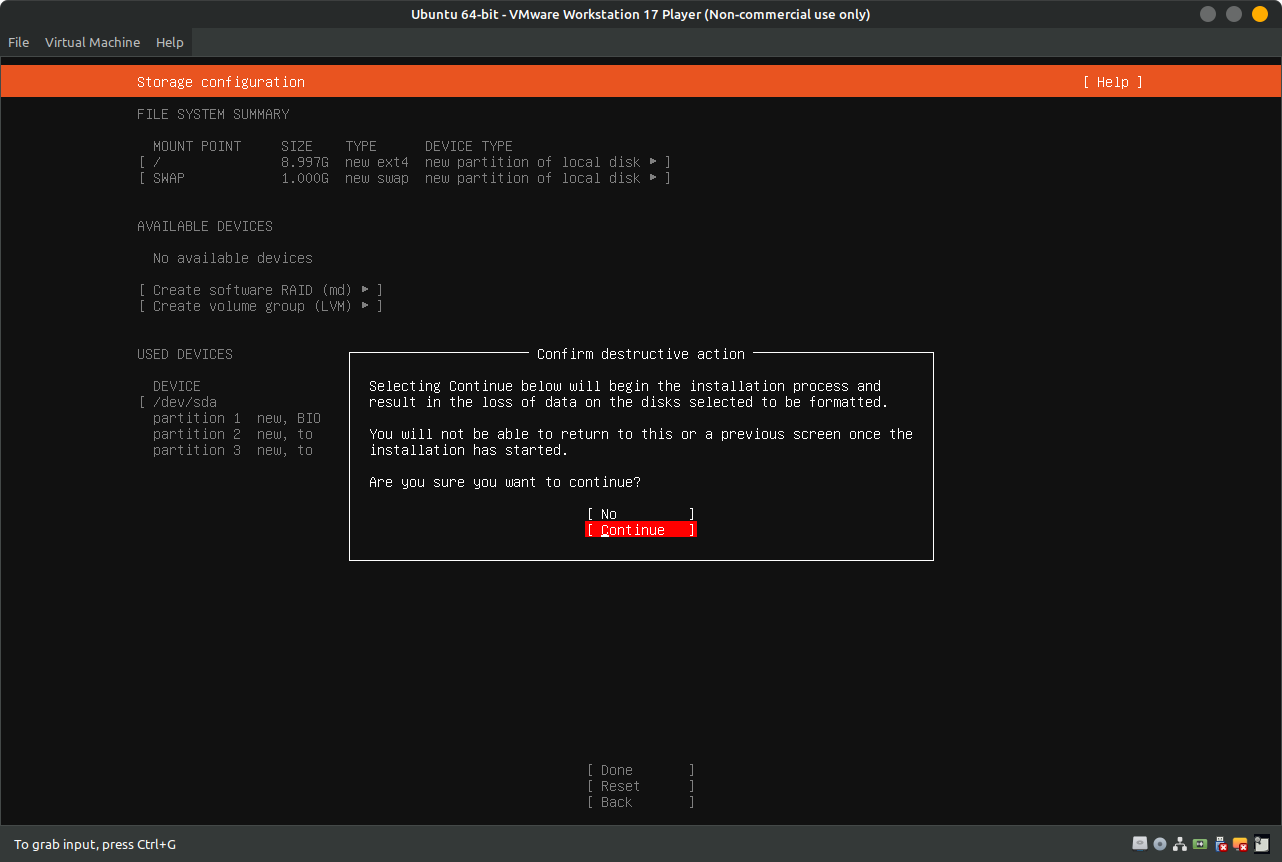 Ubuntu 64-bit - VMware Workstation 17 Player (Non-commercial use only)
File Virtual Machine Help
Storage configuration [ Help ]
FILE SYSTEM SUMMARY
MOUNT POINT SIZE TYPE DEVICE TYPE
[ / 8.997G new ext4 new partition of local disk ▸ ]
[ SWAP 1.000G new swap new partition of local disk ▸ ]
AVAILABLE DEVICES
No available devices
[ Create software RAID (md) ▸ ]
[ Create volume group (LVM) ▸ ]
USED DEVICES
DEVICE
[ /dev/sda
partition 1 new, BIO
partition 2 new, to
partition 3 new, to
Confirm destructive action
Selecting Continue below will begin the installation process and
result in the loss of data on the disks selected to be formatted.
You will not be able to return to this or a previous screen once the
installation has started.
Are you sure you want to continue?
[ No ]
[ Continue ]
[ Done ]
[ Reset ]
[ Back ]
To grab input, press Ctrl+G